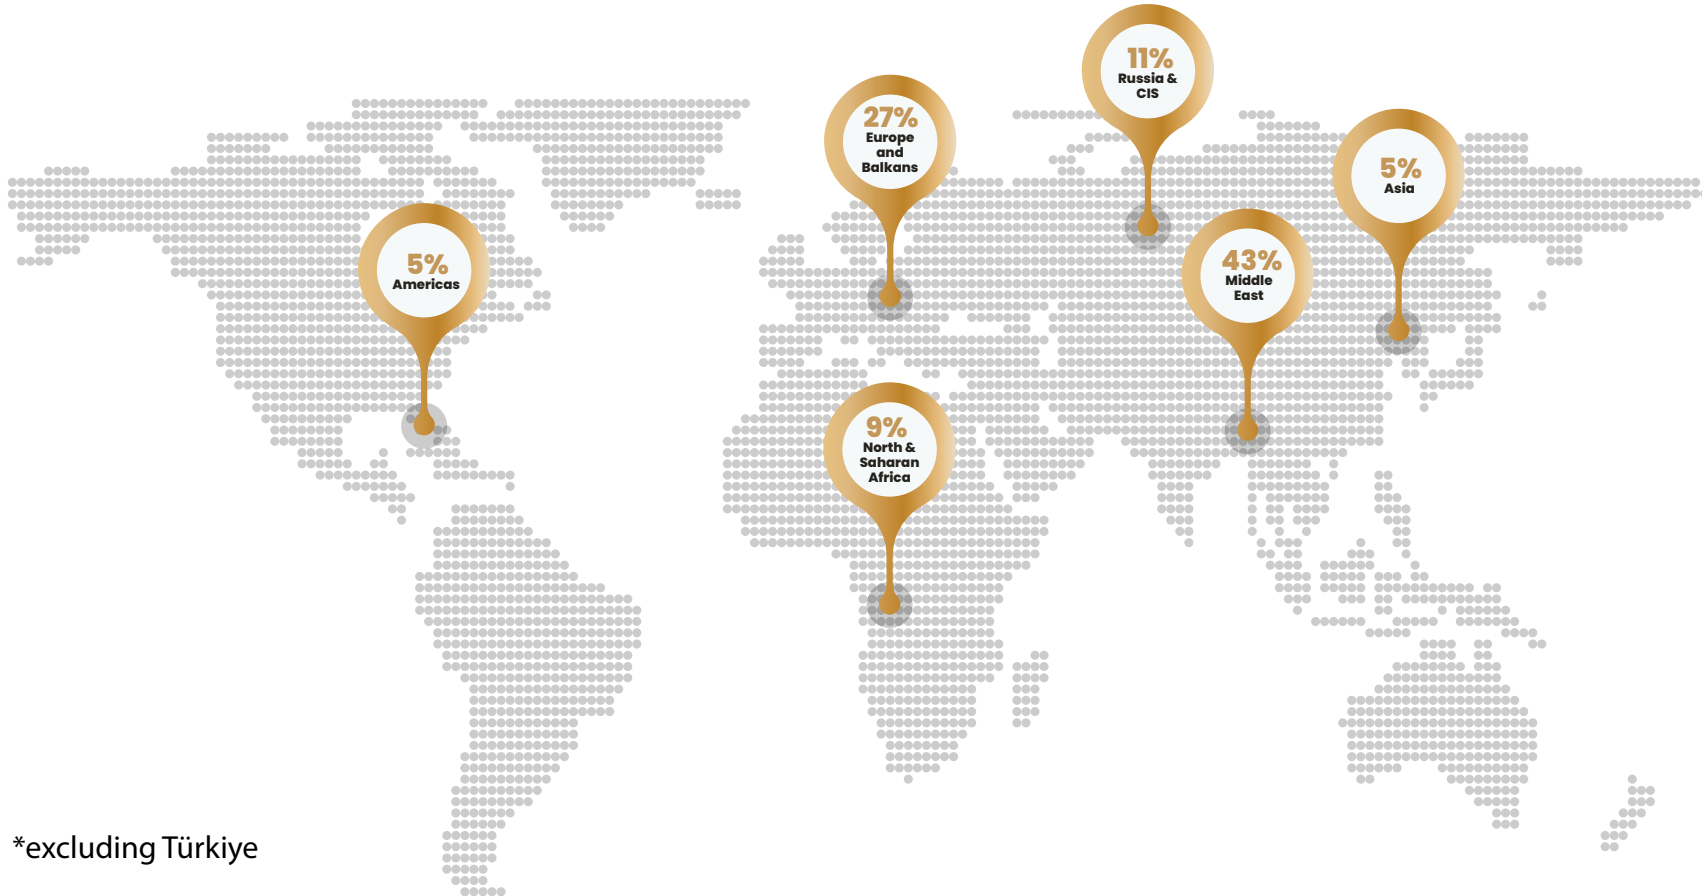 11%
Russia &
CIS
27%
Europe
and
Balkans
5%
Asia
5%
Americas
43%
Middle
East
9%
North &
Saharan
Africa
*excluding Türkiye